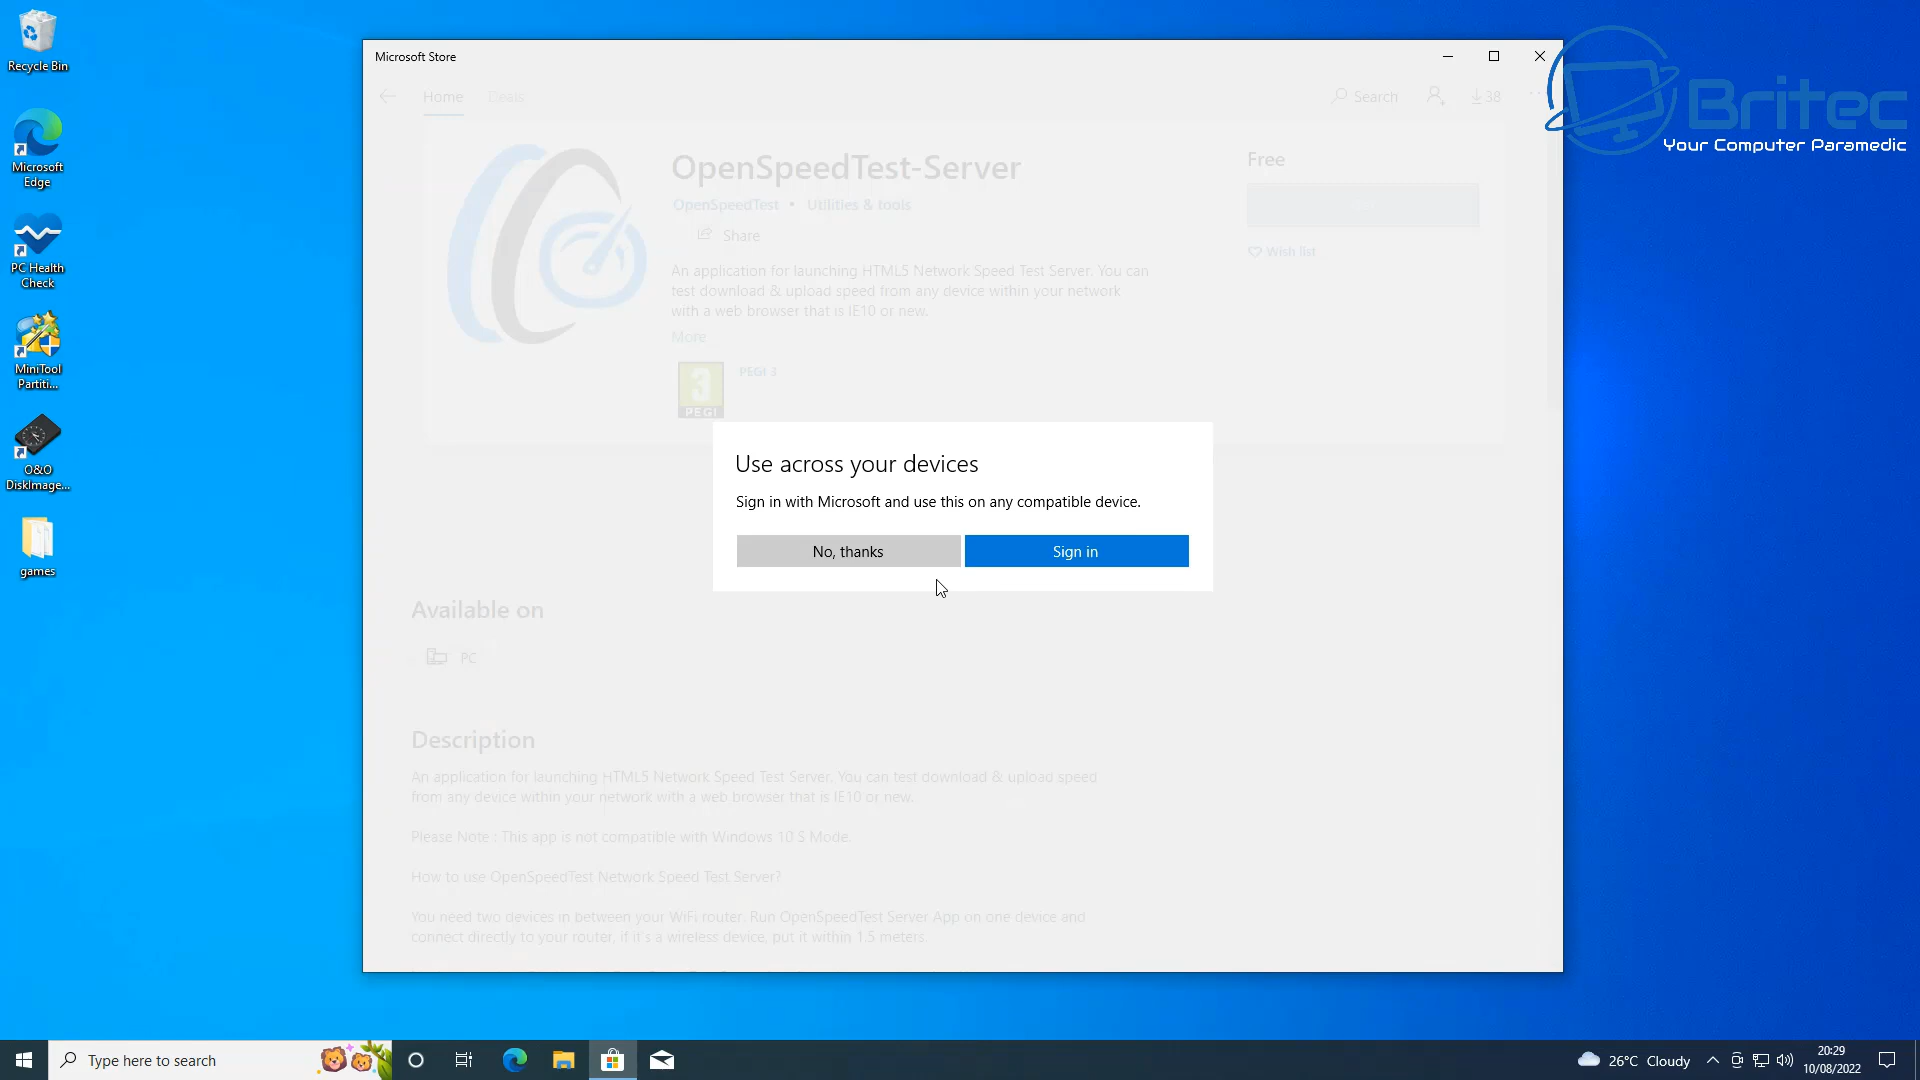 Recycle Bin
Microsoft
Edge
PC Health
Check
MiniTool
Partiti...
O&O
DiskImage...
games
Microsoft Store
Home
Deals
Search
38
OpenSpeedTest-Server
OpenSpeedTest • Utilities & tools
Share
An application for launching HTML5 Network Speed Test Server. You can
test download & upload speed from any device within your network
with a web browser that is IE10 or new.
More
3
PEGI
PEGI 3
Free
Wish list
Use across your devices
Sign in with Microsoft and use this on any compatible device.
No, thanks
Sign in
Available on
PC
Description
An application for launching HTML5 Network Speed Test Server. You can test download & upload speed
from any device within your network with a web browser that is IE10 or new.
Please Note : This app is not compatible with Windows 10 S Mode.
How to use OpenSpeedTest Network Speed Test Server?
You need two devices in between your WiFi router. Run OpenSpeedTest Server App on one device and
connect directly to your router, if it's a wireless device, put it within 1.5 meters.
Britec
Your Computer Paramedic
Type here to search
26°C Cloudy
20:29
10/08/2022